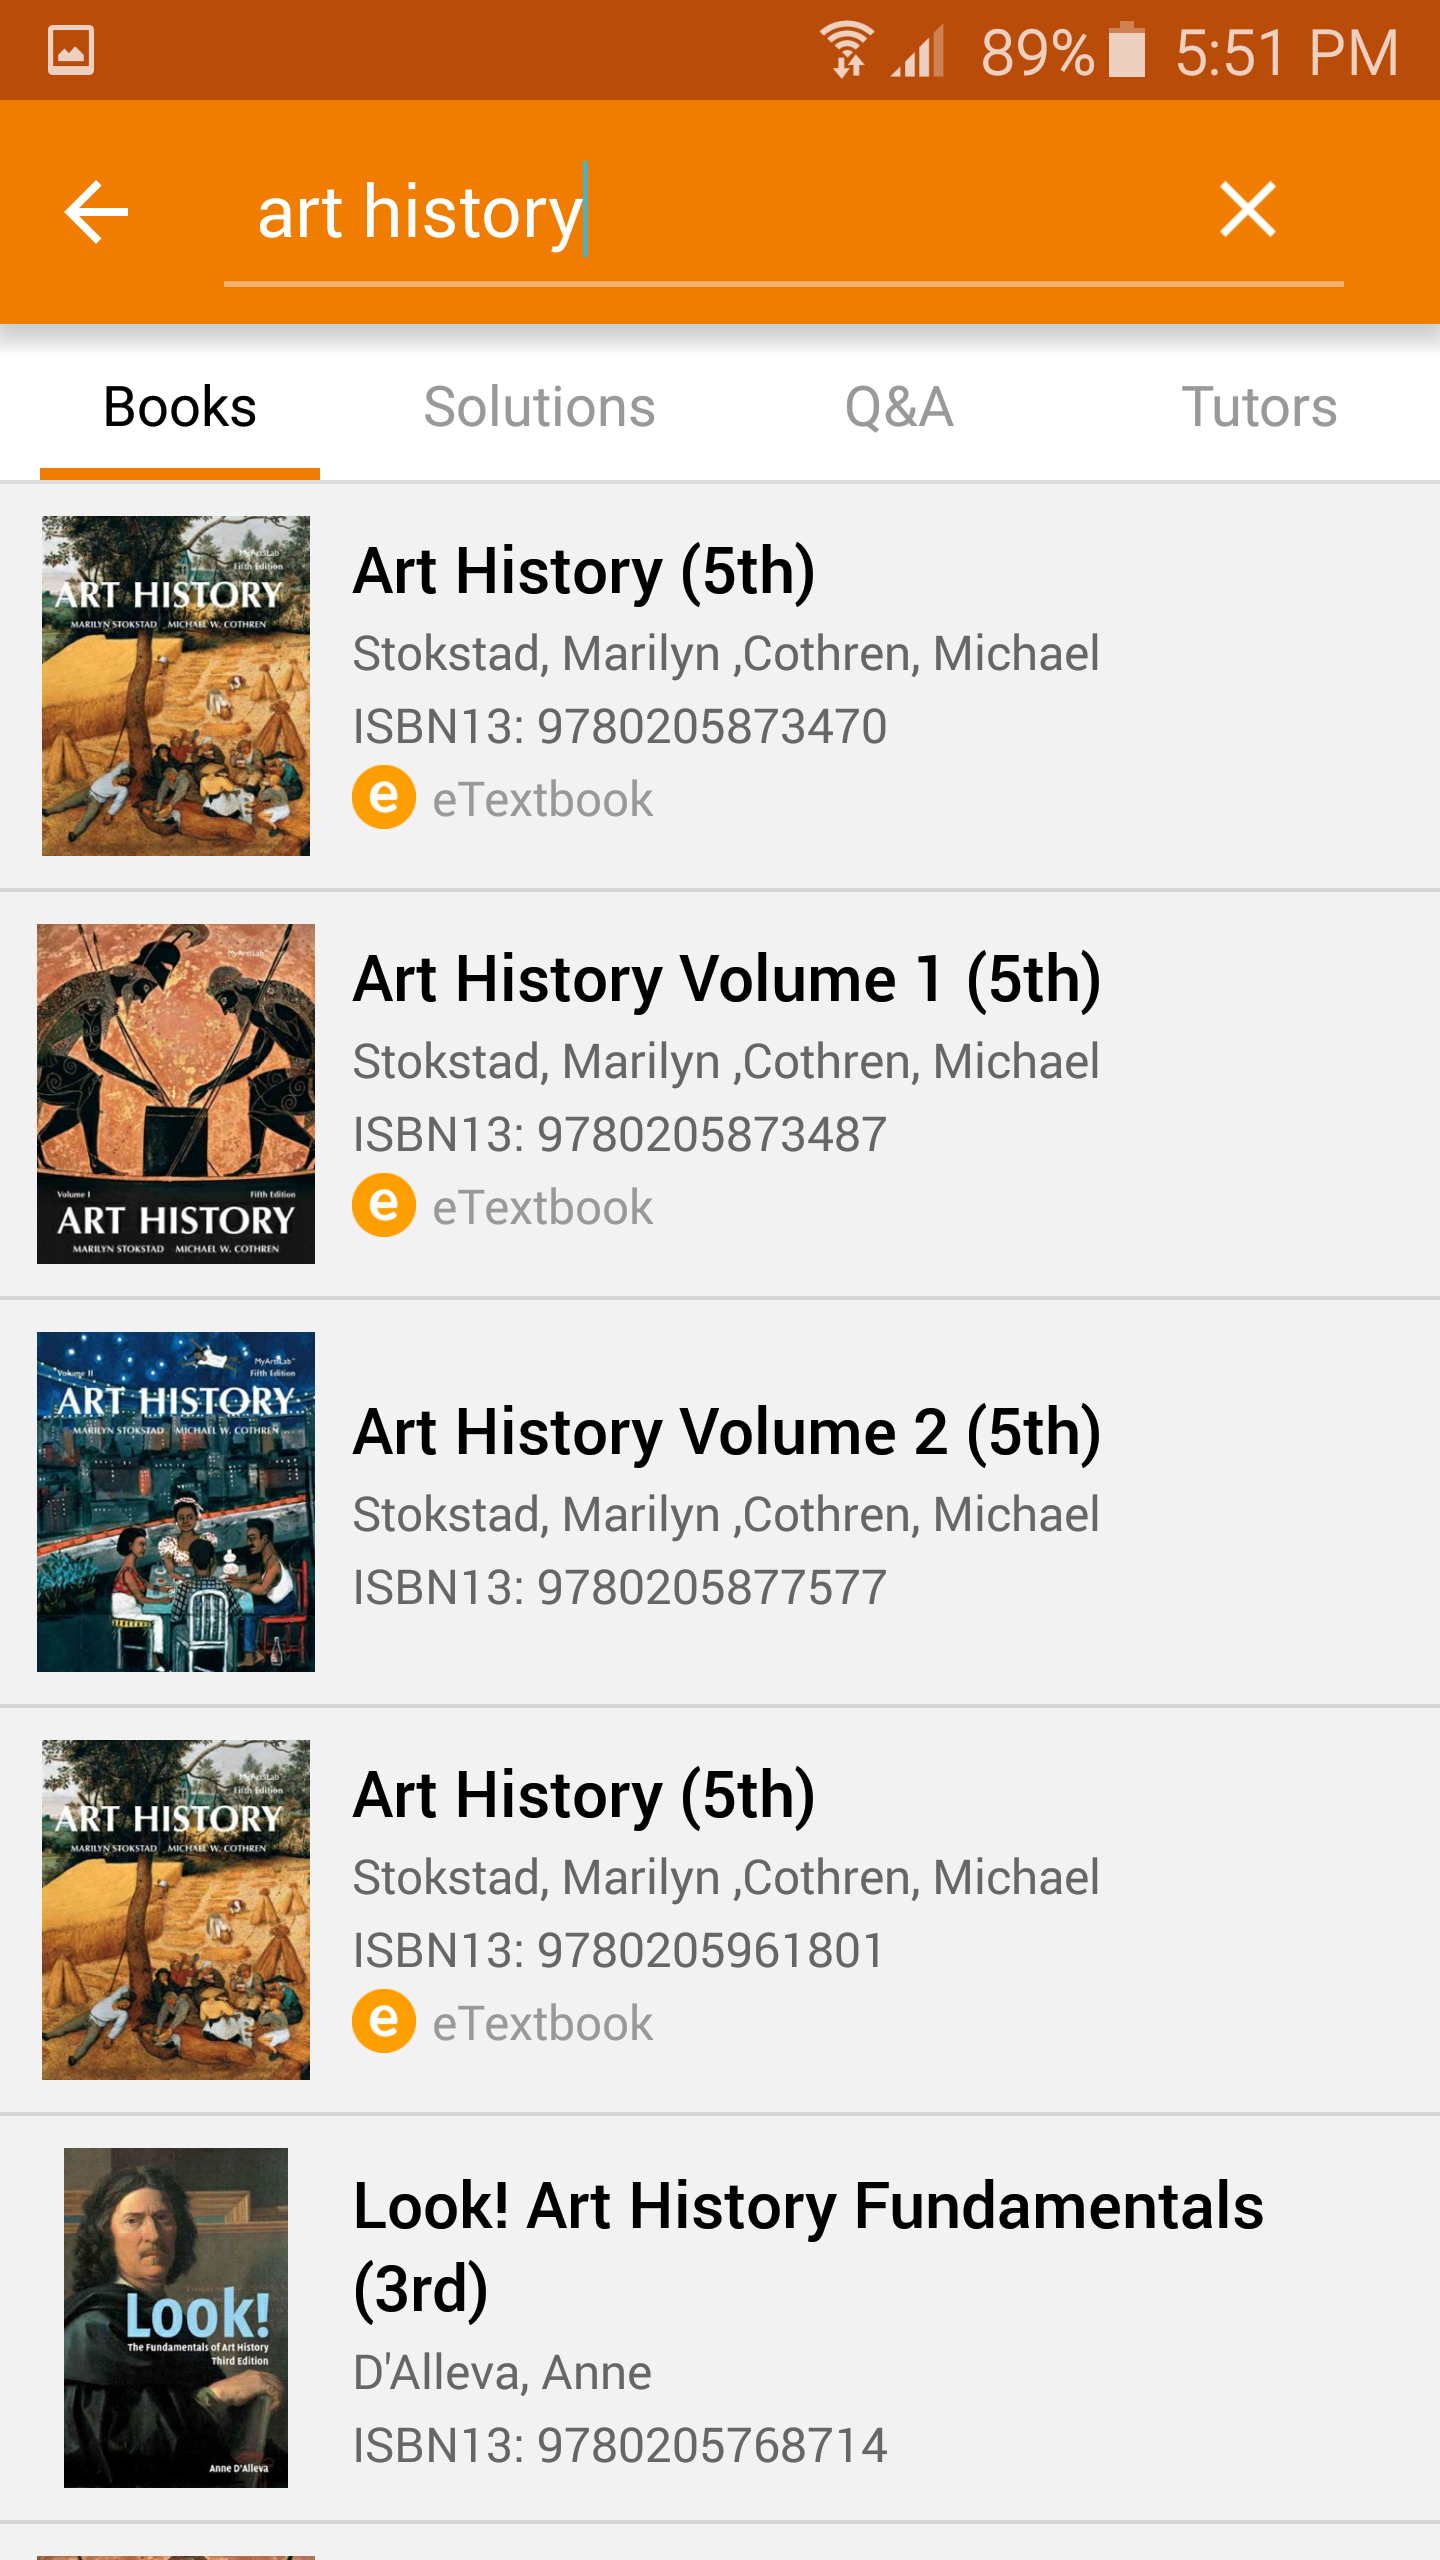 89% 5:51 PM
art history
Books Solutions Q&A Tutors
MyArtsLab
Fifth Edition
ART HISTORY
MARILYN STOKSTAD MICHAEL W. COTHREN
Art History (5th)
Stokstad, Marilyn ,Cothren, Michael
ISBN13: 9780205873470
e eTextbook
MyArtsLab
Volume I Fifth Edition
ART HISTORY
MARILYN STOKSTAD MICHAEL W. COTHREN
Art History Volume 1 (5th)
Stokstad, Marilyn ,Cothren, Michael
ISBN13: 9780205873487
e eTextbook
MyArtsLab™
Volume II Fifth Edition
ART HISTORY
MARILYN STOKSTAD MICHAEL W. COTHREN
Art History Volume 2 (5th)
Stokstad, Marilyn ,Cothren, Michael
ISBN13: 9780205877577
MyArtsLab
Fifth Edition
ART HISTORY
MARILYN STOKSTAD MICHAEL W. COTHREN
Art History (5th)
Stokstad, Marilyn ,Cothren, Michael
ISBN13: 9780205961801
e eTextbook
Look!
The Fundamentals of Art History
Third Edition
Anne D'Alleva
Look! Art History Fundamentals
(3rd)
D'Alleva, Anne
ISBN13: 9780205768714